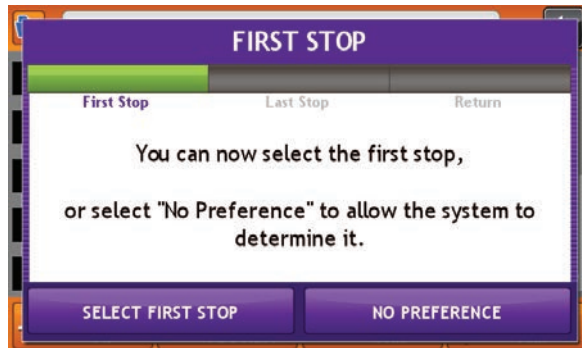 FIRST STOP
First Stop Last Stop Return
You can now select the first stop,
or select "No Preference" to allow the system to
determine it.
SELECT FIRST STOP NO PREFERENCE